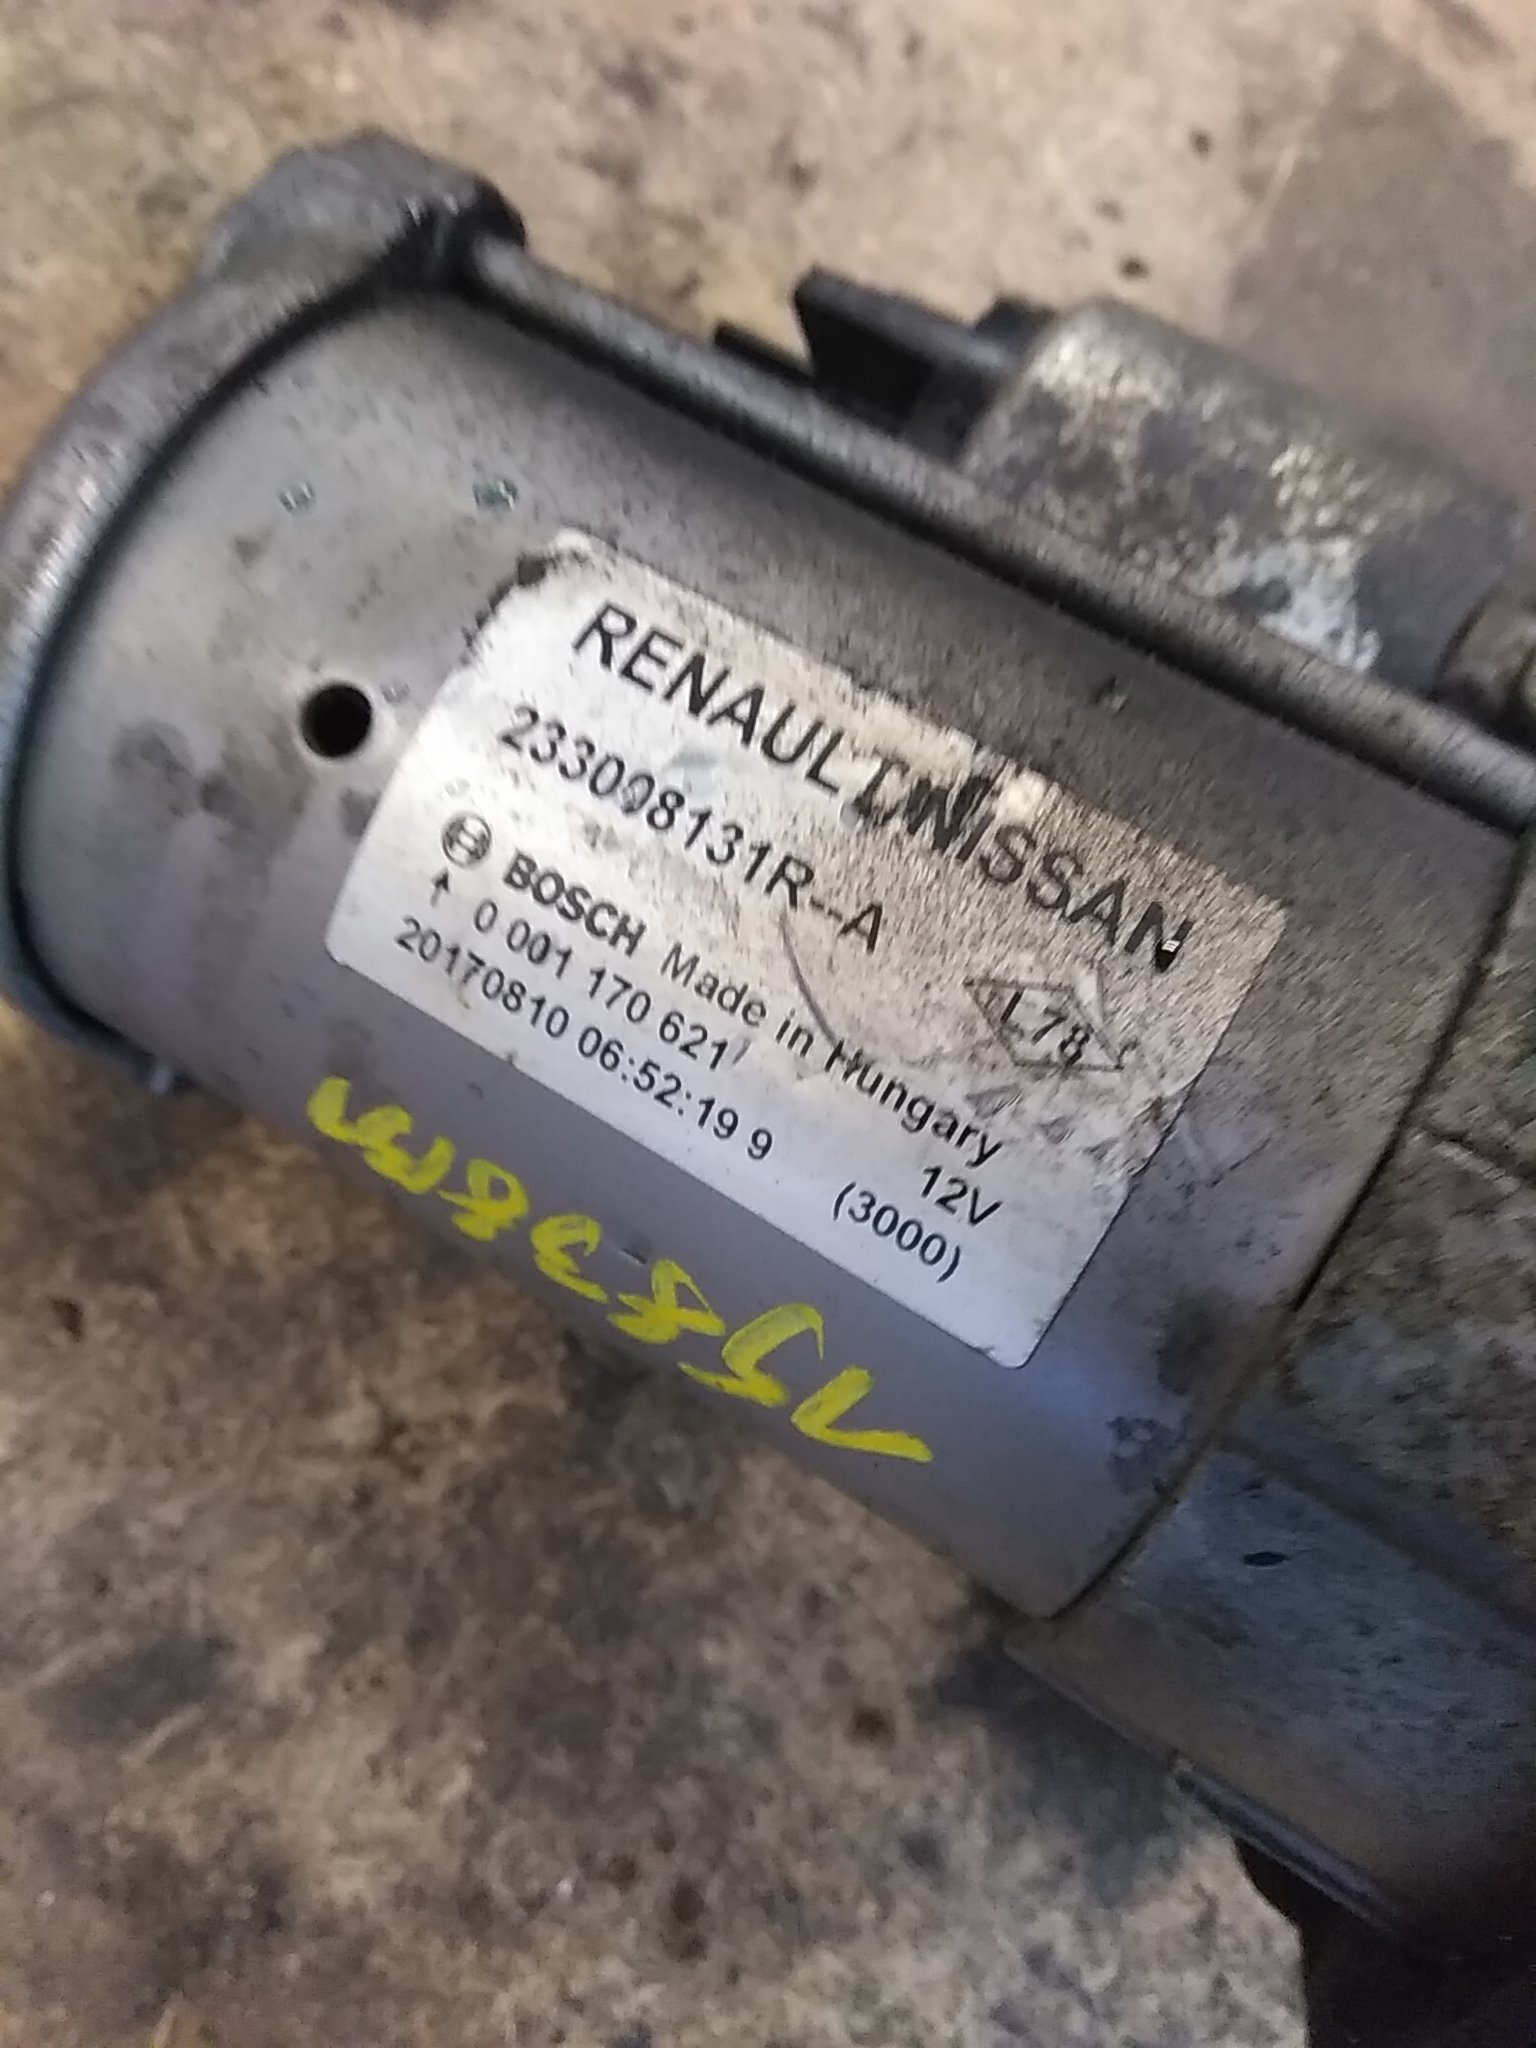 RENAULT/NISSAN
233008131R--A
L78
BOSCH Made in Hungary
↑ 0 001 170 621 12V
20170810 06:52:19 9 (3000)